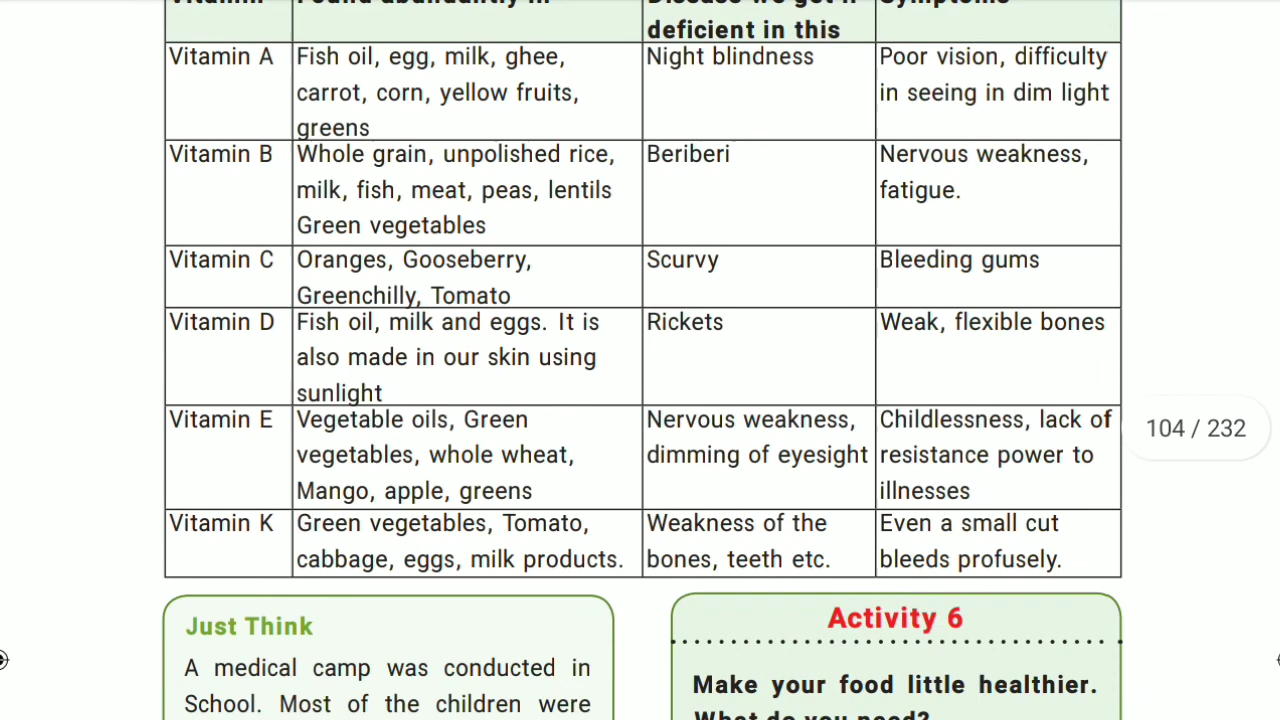 deficient in this
Vitamin A
Fish oil, egg, milk, ghee,
carrot, corn, yellow fruits,
greens
Night blindness
Poor vision, difficulty
in seeing in dim light
Vitamin B
Whole grain, unpolished rice,
milk, fish, meat, peas, lentils
Green vegetables
Beriberi
Nervous weakness,
fatigue.
Vitamin C
Oranges, Gooseberry,
Greenchilly, Tomato
Scurvy
Bleeding gums
Vitamin D
Fish oil, milk and eggs. It is
also made in our skin using
sunlight
Rickets
Weak, flexible bones
Vitamin E
Vegetable oils, Green
vegetables, whole wheat,
Mango, apple, greens
Nervous weakness,
dimming of eyesight
Childlessness, lack of
resistance power to
illnesses
Vitamin K
Green vegetables, Tomato,
cabbage, eggs, milk products.
Weakness of the
bones, teeth etc.
Even a small cut
bleeds profusely.
104 / 232
Just Think
A medical camp was conducted in
School. Most of the children were
Activity 6
Make your food little healthier.
What do you need?